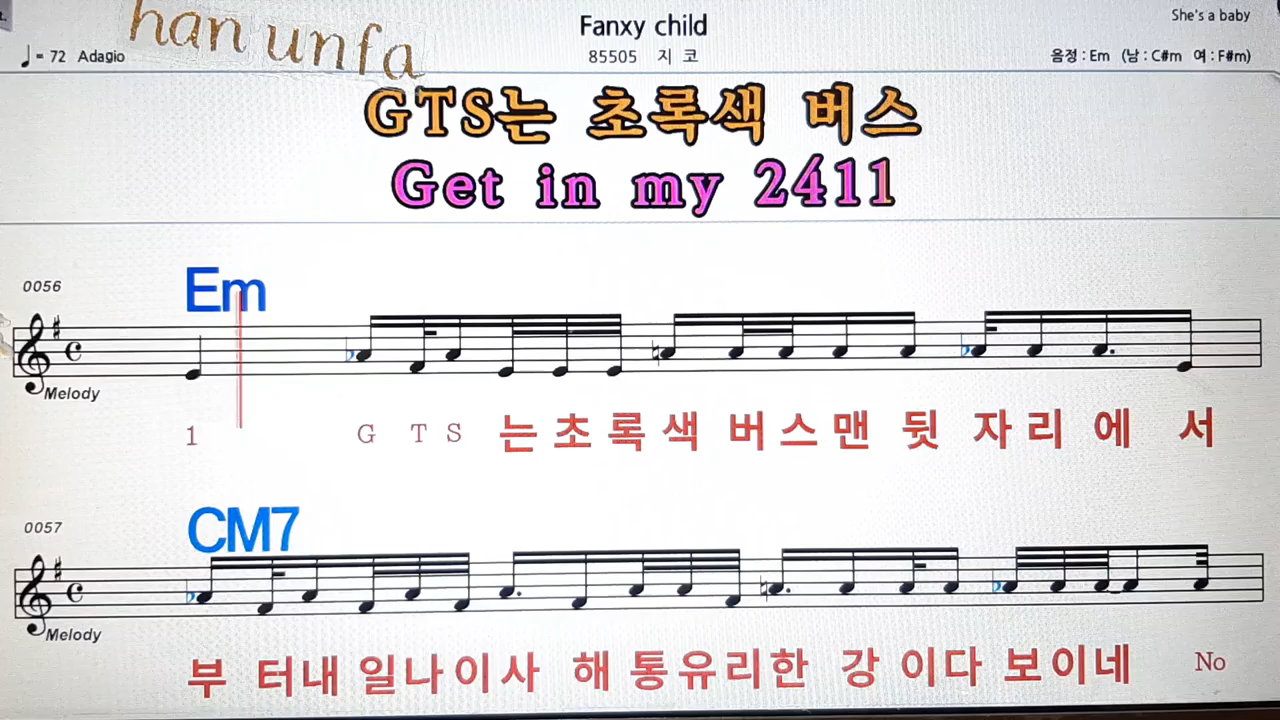 han unfa
Fanxy child
She's a baby
♩= 72 Adagio
85505 지 코
음정 : Em (남 : C#m 여 : F#m)
GTS는 초록색 버스
Get in my 2411
Em
0056
Melody
1 G T S 는 초 록 색 버 스 맨 뒷 자 리 에 서
CM7
0057
Melody
부 터 내 일 나 이 사 해 통 유 리 한 강 이 다 보 이 네 No